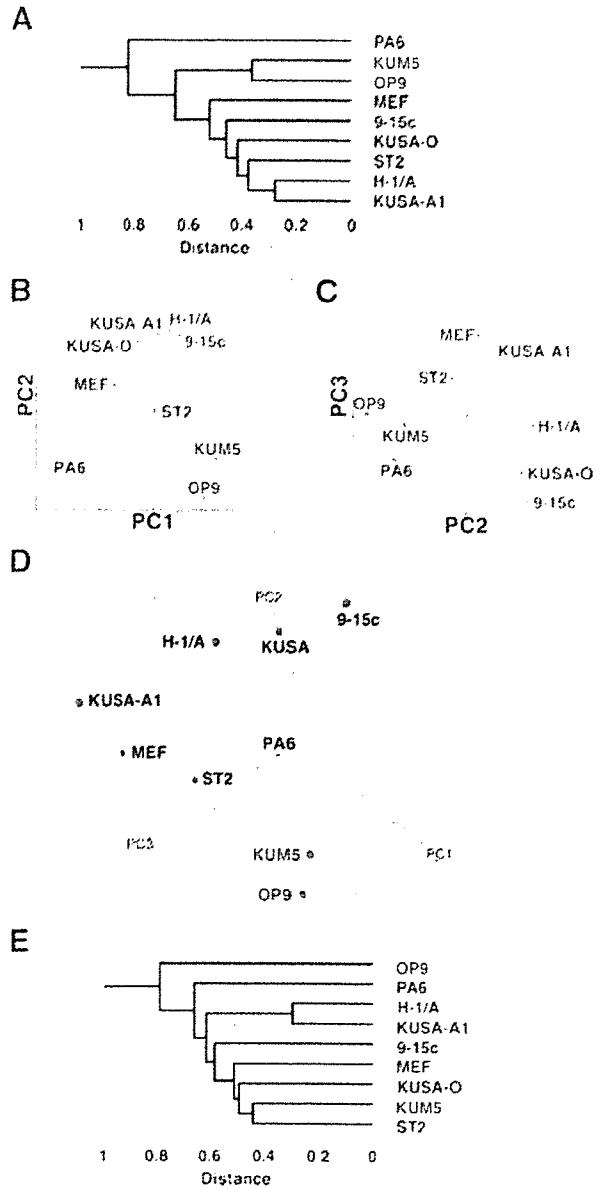 A
PA6
KUM5
OP9
MEF
9-15c
KUSA-O
ST2
H-1/A
KUSA-A1
1 0.8 0.6 0.4 0.2 0
Distance
B
KUSA A1 H-1/A
KUSA-O 9-15c
MEF
ST2
KUM5
PA6
OP9
PC2
PC1
C
MEF
KUSA A1
ST2
OP9
H-1/A
KUM5
PA6
KUSA-O
9-15c
PC3
PC2
D
PC2
9-15c
H-1/A
KUSA
KUSA-A1
PA6
MEF
ST2
PC3
KUM5
PC1
OP9
E
OP9
PA6
H-1/A
KUSA-A1
9-15c
MEF
KUSA-O
KUM5
ST2
1 0.8 0.6 0.4 0 2 0
Distance